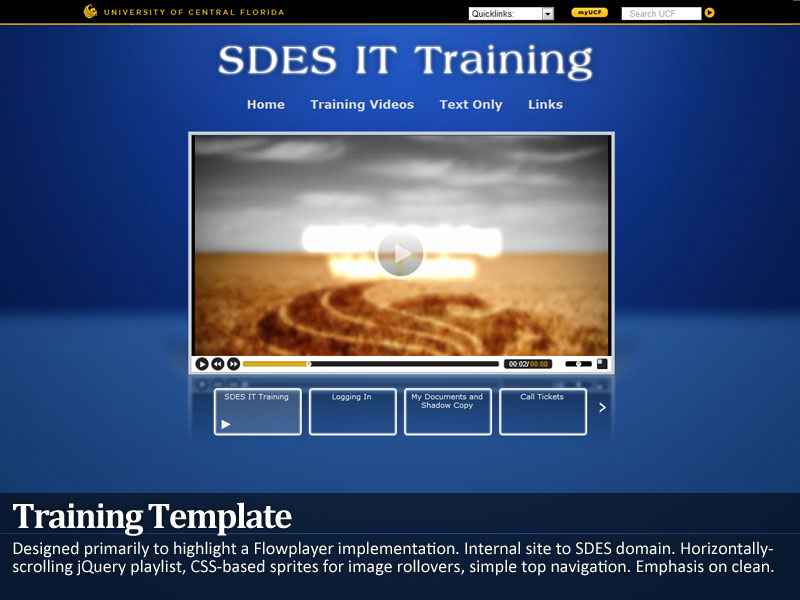 UNIVERSITY OF CENTRAL FLORIDA
Quicklinks:
myUCF
Search UCF
SDES IT Training
Home Training Videos Text Only Links
00:02/00:08
SDES IT Training
Logging In
My Documents and
Shadow Copy
Call Tickets
Training Template
Designed primarily to highlight a Flowplayer implementation. Internal site to SDES domain. Horizontally-
scrolling jQuery playlist, CSS-based sprites for image rollovers, simple top navigation. Emphasis on clean.